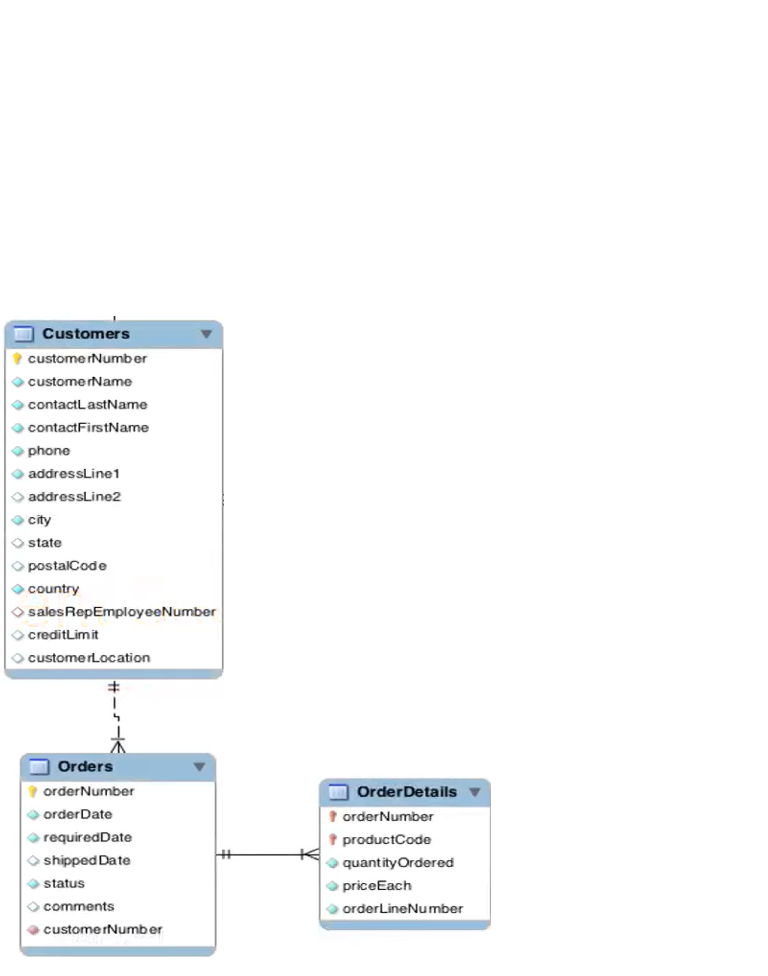 Customers
customerNumber
customerName
contactLastName
contactFirstName
phone
addressLine1
addressLine2
city
state
postalCode
country
salesRepEmployeeNumber
creditLimit
customerLocation
Orders
orderNumber
orderDate
requiredDate
shippedDate
status
comments
customerNumber
OrderDetails
orderNumber
productCode
quantityOrdered
priceEach
orderLineNumber